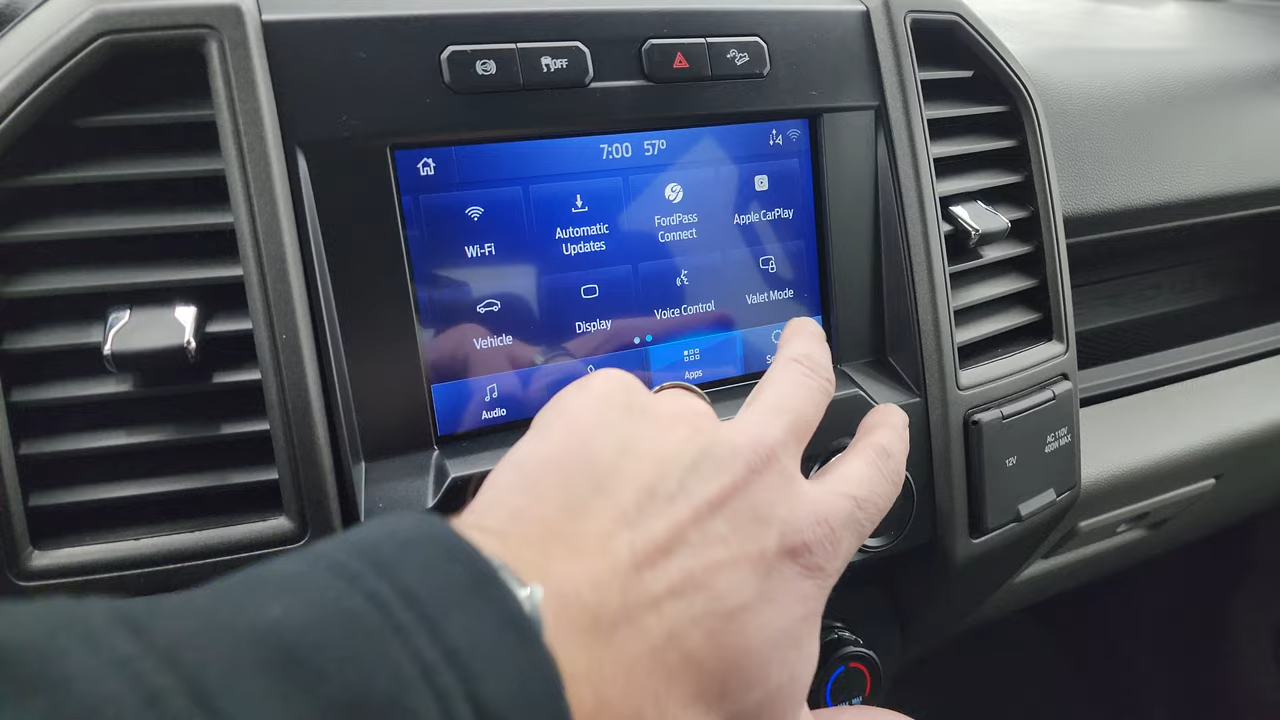 OFF
7:00 57°
Wi-Fi
Automatic
Updates
FordPass
Connect
Apple CarPlay
Vehicle
Display
Voice Control
Valet Mode
Audio
Apps
12V
AC 110V
400W MAX